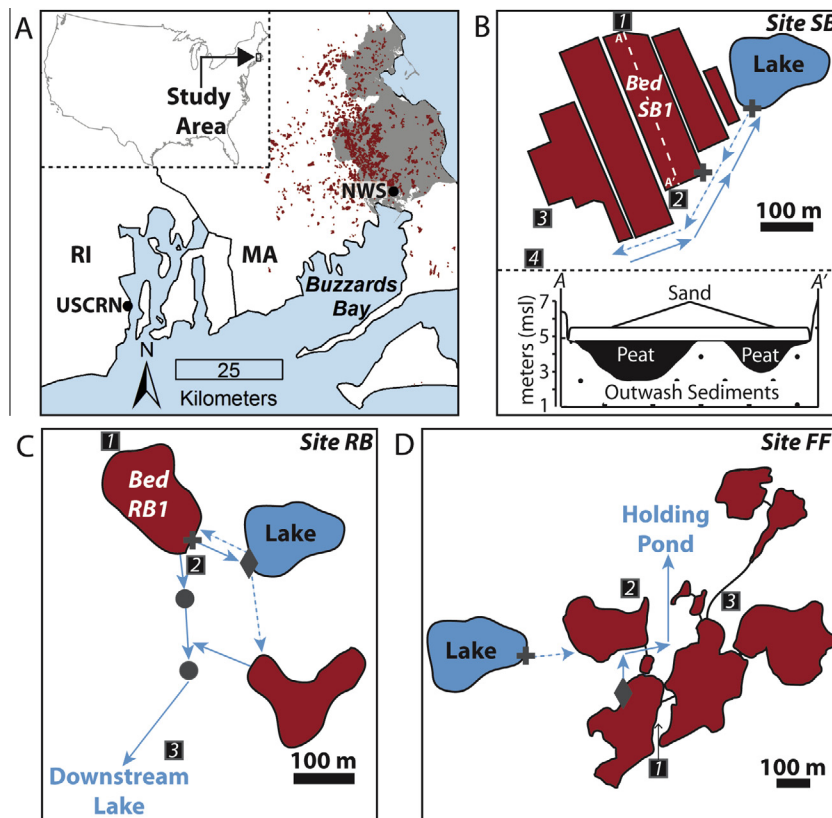 A
Study
Area
NWS
RI
MA
USCRN
Buzzards
Bay
N
25
Kilometers
B
Site SB
1
A
Bed
SB1
A'
2
3
4
Lake
100 m
A
A'
meters (msl)
7
5
3
1
Sand
Peat
Peat
Outwash Sediments
C
Site RB
1
Bed
RB1
Lake
2
3
Downstream
Lake
100 m
D
Site FF
Holding
Pond
2
3
Lake
1
100 m